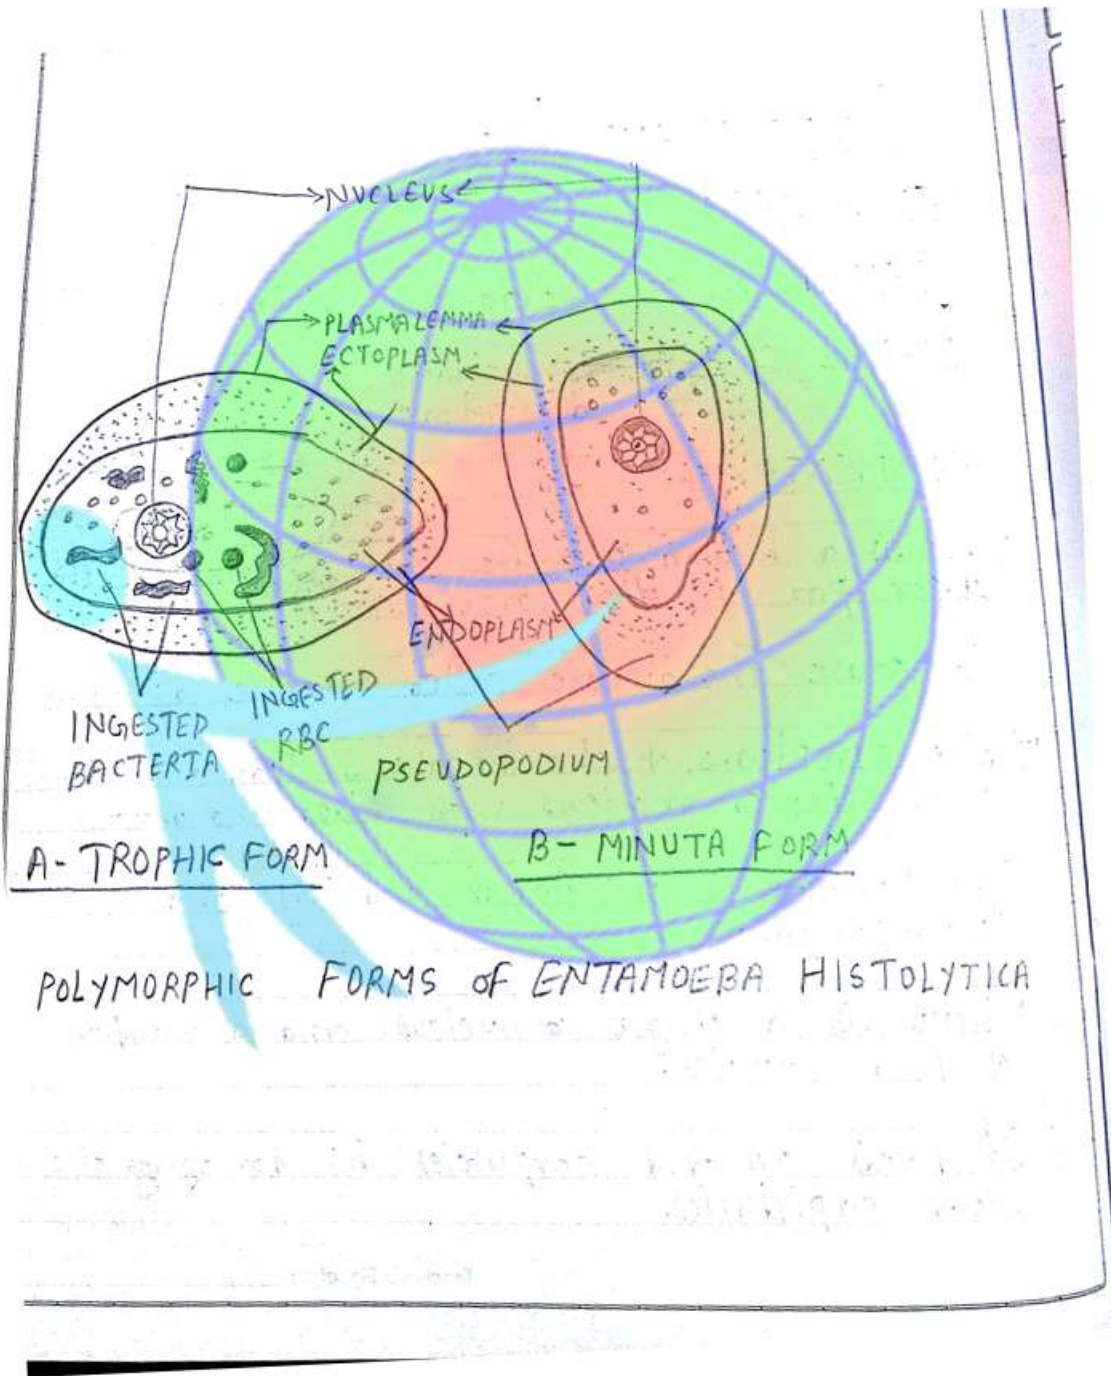 NUCLEUS
PLASMALEMMA
ECTOPLASM
ENDOPLASM
INGESTED
RBC
INGESTED
BACTERIA
PSEUDOPODIUM
A- TROPHIC FORM
B- MINUTA FORM
POLYMORPHIC FORMS of ENTAMOEBA HISTOLYTICA